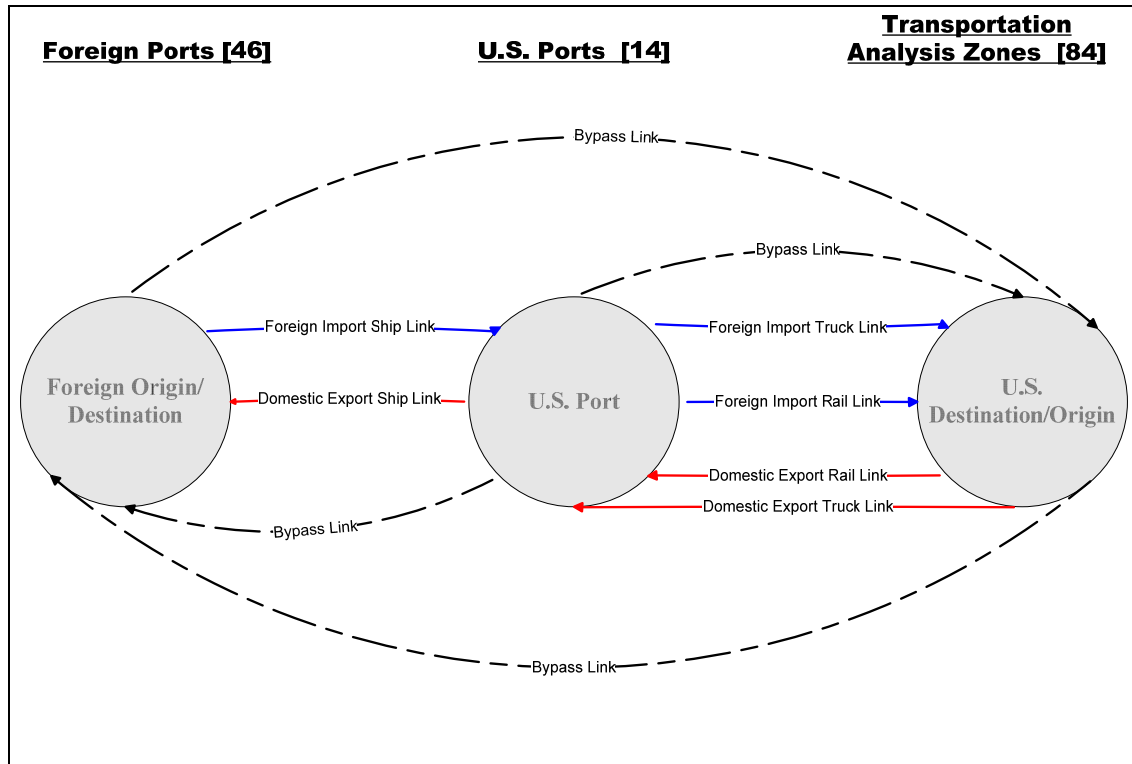 Foreign Ports [46]
U.S. Ports [14]
Transportation
Analysis Zones [84]
Bypass Link
Bypass Link
Foreign Import Ship Link
Foreign Import Truck Link
Foreign Origin/
Destination
Domestic Export Ship Link
U.S. Port
Foreign Import Rail Link
U.S.
Destination/Origin
Domestic Export Rail Link
Domestic Export Truck Link
Bypass Link
Bypass Link